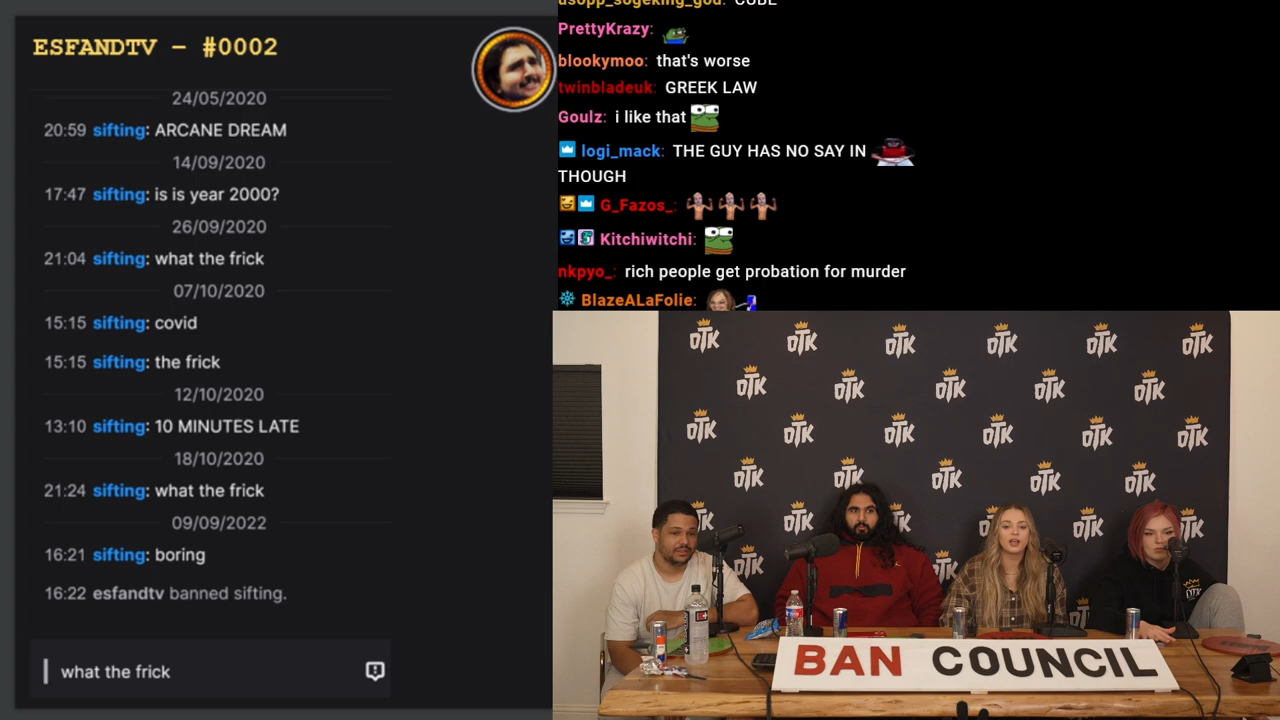 ESFANDTV - #0002
24/05/2020
20:59 sifting: ARCANE DREAM
14/09/2020
17:47 sifting: is is year 2000?
26/09/2020
21:04 sifting: what the frick
07/10/2020
15:15 sifting: covid
15:15 sifting: the frick
12/10/2020
13:10 sifting: 10 MINUTES LATE
18/10/2020
21:24 sifting: what the frick
09/09/2022
16:21 sifting: boring
16:22 esfandtv banned sifting.
what the frick
usopp_sogeking_god: CUBE
PrettyKrazy:
blookymoo: that's worse
twinbladeuk: GREEK LAW
Goulz: i like that
logi_mack: THE GUY HAS NO SAY IN
THOUGH
G_Fazos_:
Kitchiwitchi:
nkpyo_: rich people get probation for murder
BlazeALaFolie:
OTK
BAN COUNCIL